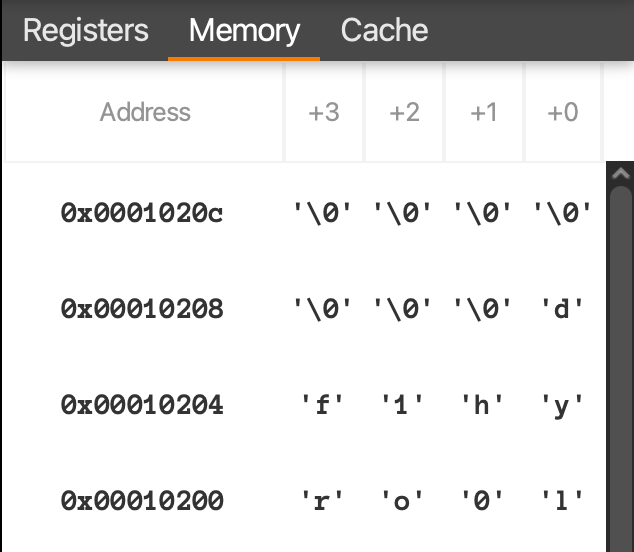 Registers Memory Cache
Address +3 +2 +1 +0
0x0001020c '\0' '\0' '\0' '\0'
0x00010208 '\0' '\0' '\0' 'd'
0x00010204 'f' '1' 'h' 'y'
0x00010200 'r' 'o' '0' 'l'